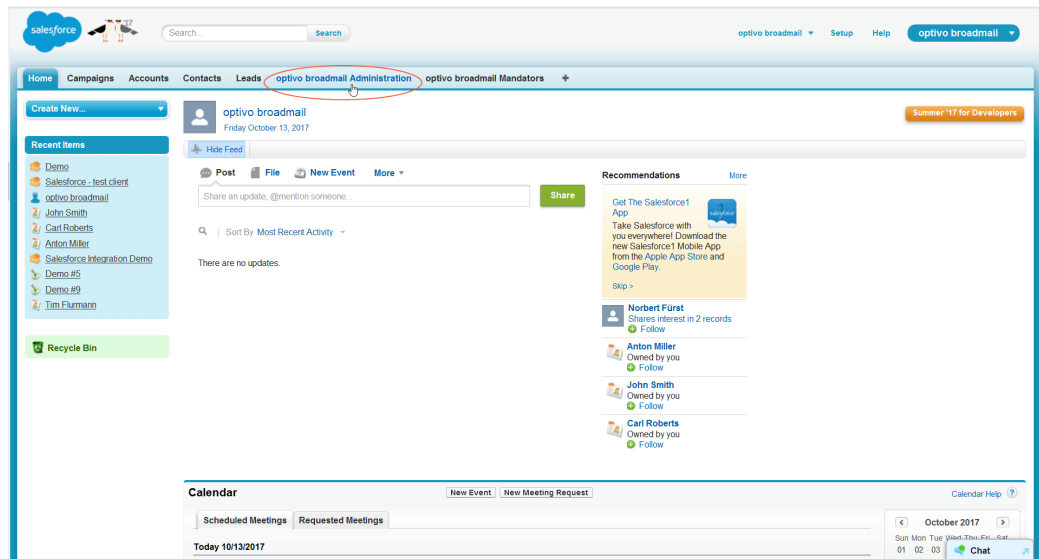 salesforce
Search...
Search
optivo broadmail
Setup
Help
optivo broadmail
Home Campaigns Accounts Contacts Leads optivo broadmail Administration optivo broadmail Mandators +
Create New...
Recent Items
Demo
Salesforce - test client
optivo broadmail
John Smith
Carl Roberts
Anton Miller
Salesforce Integration Demo
Demo #5
Demo #9
Tim Flurmann
Recycle Bin
optivo broadmail
Friday October 13, 2017
Summer '17 for Developers
Hide Feed
Post File New Event More
Share an update, @mention someone...
Share
Sort By Most Recent Activity
There are no updates.
Recommendations More
Get The Salesforce1
App
Take Salesforce with
you everywhere! Download the
new Salesforce1 Mobile App
from the Apple App Store and
Google Play.
Skip >
Norbert Fürst
Shares interest in 2 records
Follow
Anton Miller
Owned by you
Follow
John Smith
Owned by you
Follow
Carl Roberts
Owned by you
Follow
Calendar
New Event New Meeting Request
Calendar Help ?
Scheduled Meetings Requested Meetings
Today 10/13/2017
October 2017
Sun Mon Tue Wed Thu Fri Sat
01 02 03
Chat